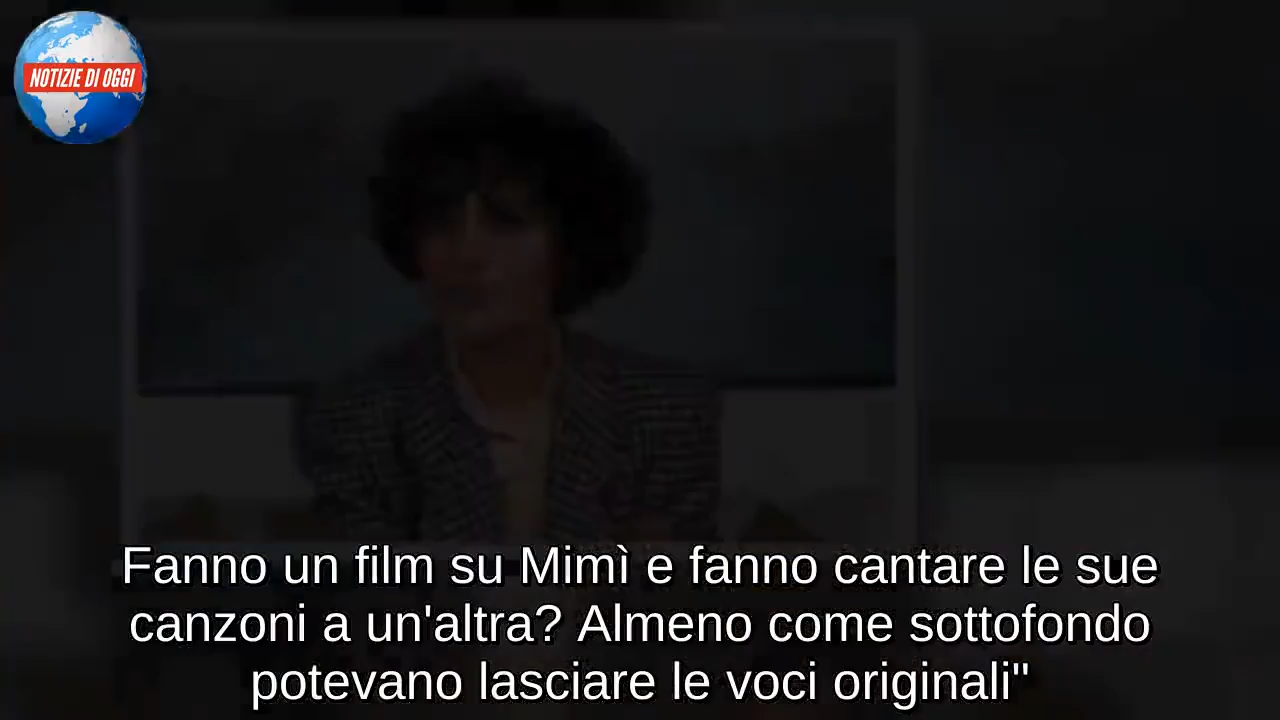 NOTIZIE DI OGGI
Fanno un film su Mimì e fanno cantare le sue
canzoni a un'altra? Almeno come sottofondo
potevano lasciare le voci originali"